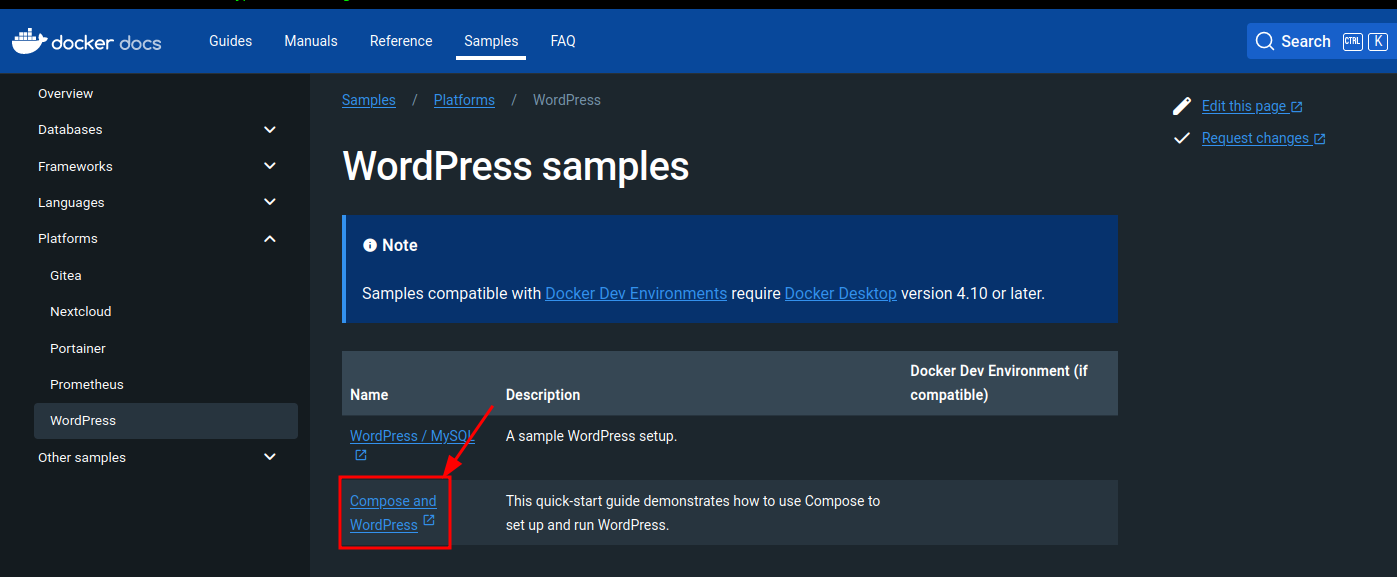 docker docs
Guides
Manuals
Reference
Samples
FAQ
Search
CTRL
K
Overview
Databases
Frameworks
Languages
Platforms
Gitea
Nextcloud
Portainer
Prometheus
WordPress
Other samples
Samples / Platforms / WordPress
WordPress samples
Note
Samples compatible with Docker Dev Environments require Docker Desktop version 4.10 or later.
Name
Description
Docker Dev Environment (if
compatible)
WordPress / MySQL
A sample WordPress setup.
Compose and
WordPress
This quick-start guide demonstrates how to use Compose to
set up and run WordPress.
Edit this page
Request changes